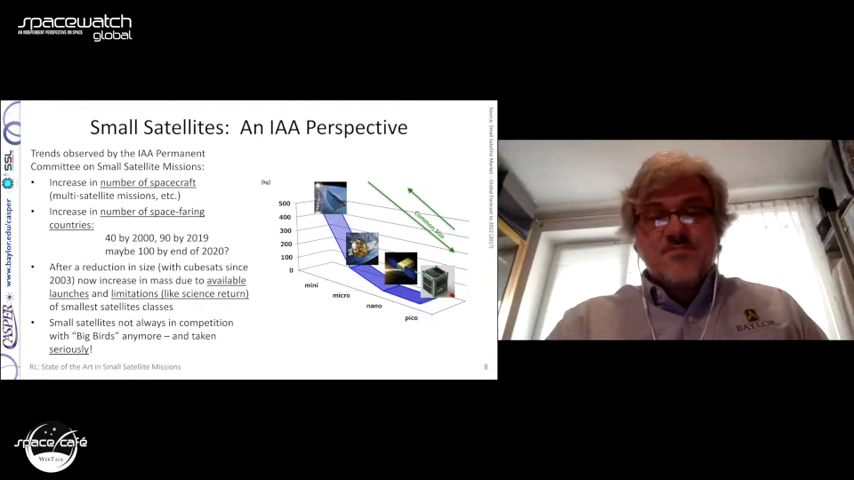 spacewatch
AN INDEPENDENT PERSPECTIVE ON SPACE
global
Small Satellites: An IAA Perspective
Trends observed by the IAA Permanent
Committee on Small Satellite Missions:
• Increase in number of spacecraft
(multi-satellite missions, etc.)
• Increase in number of space-faring
countries:
40 by 2000, 90 by 2019
maybe 100 by end of 2020?
• After a reduction in size (with cubesats since
2003) now increase in mass due to available
launches and limitations (like science return)
of smallest satellites classes
• Small satellites not always in competition
with "Big Birds" anymore – and taken
seriously!
RL: State of the Art in Small Satellite Missions
8
[kg]
500
400
300
200
100
0
mini
micro
nano
pico
Common Size
SSL
www.baylor.edu/casper
CASPER
BAYLOR
space café
WEBTALK